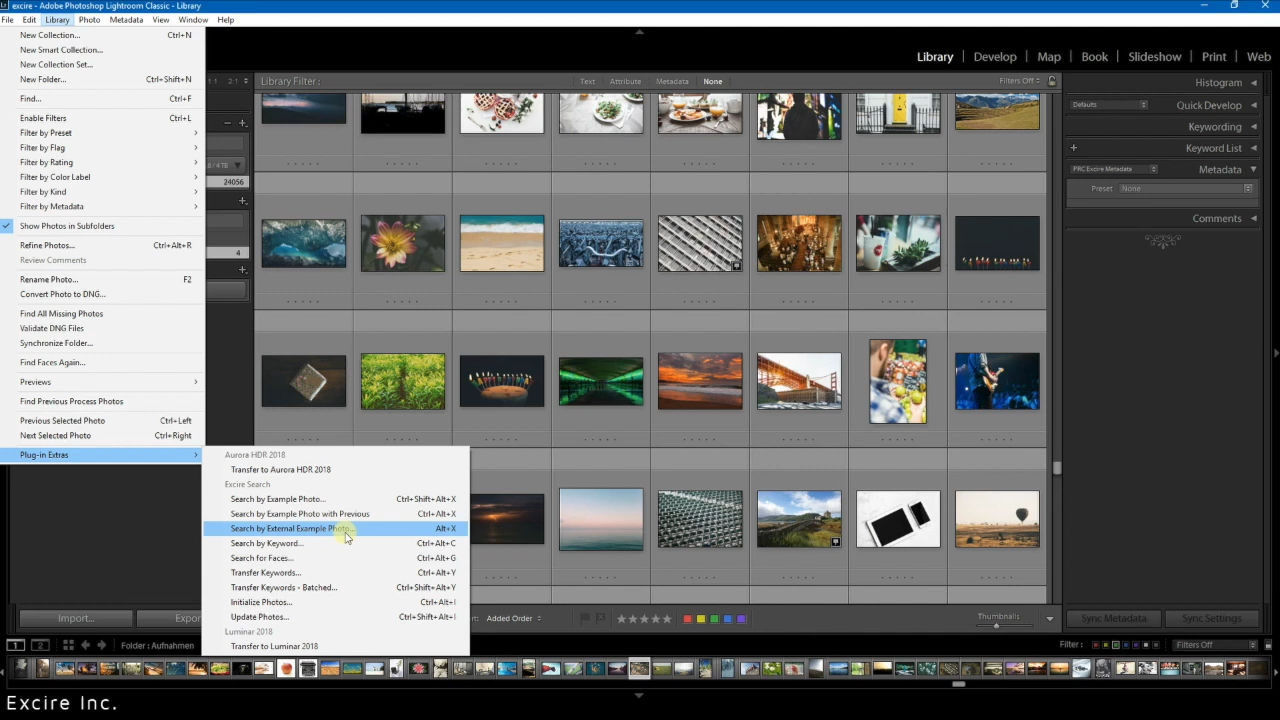 excire - Adobe Photoshop Lightroom Classic - Library
File Edit Library Photo Metadata View Window Help
New Collection... Ctrl+N
New Smart Collection...
New Collection Set...
New Folder... Ctrl+Shift+N
Find... Ctrl+F
Enable Filters Ctrl+L
Filter by Preset
Filter by Flag
Filter by Rating
Filter by Color Label
Filter by Kind
Filter by Metadata
Show Photos in Subfolders
Refine Photos... Ctrl+Alt+R
Review Comments
Rename Photo... F2
Convert Photo to DNG...
Find All Missing Photos
Validate DNG Files
Synchronize Folder...
Find Faces Again...
Previews
Find Previous Process Photos
Previous Selected Photo Ctrl+Left
Next Selected Photo Ctrl+Right
Plug-in Extras
Aurora HDR 2018
Transfer to Aurora HDR 2018
Excire Search
Search by Example Photo... Ctrl+Shift+Alt+X
Search by Example Photo with Previous Ctrl+Alt+X
Search by External Example Photo... Alt+X
Search by Keyword... Ctrl+Alt+C
Search for Faces... Ctrl+Alt+G
Transfer Keywords... Ctrl+Alt+Y
Transfer Keywords - Batched... Ctrl+Shift+Alt+Y
Initialize Photos... Ctrl+Alt+I
Update Photos... Ctrl+Shift+Alt+I
Luminar 2018
Transfer to Luminar 2018
1:1 2:1
/ 4 TB
24056
4
Library | Develop | Map | Book | Slideshow | Print | Web
Library Filter : Text Attribute Metadata None Filters Off
Histogram
Defaults Quick Develop
Keywording
+ Keyword List
PRC Excire Metadata Metadata
Preset None
Comments
Import... Expor
rt: Added Order Thumbnails
Sync Metadata Sync Settings
1 2 Folder : Aufnahmen Filter : Filters Off
Excire Inc.